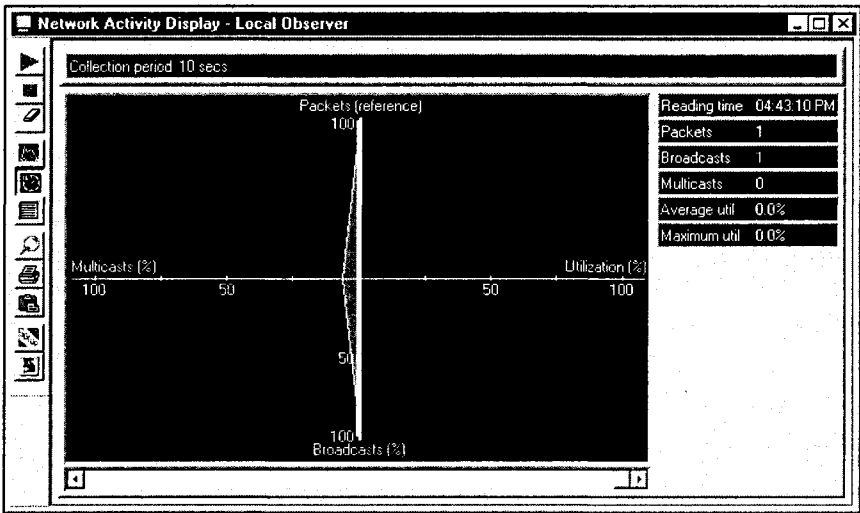 Network Activity Display - Local Observer
Collection period 10 secs
Packets (reference)
100
Multicasts (%)
Utilization (%)
100
50
50
100
50
100
Broadcasts (%)
Reading time 04:43:10 PM
Packets 1
Broadcasts 1
Multicasts 0
Average util 0.0%
Maximum util 0.0%